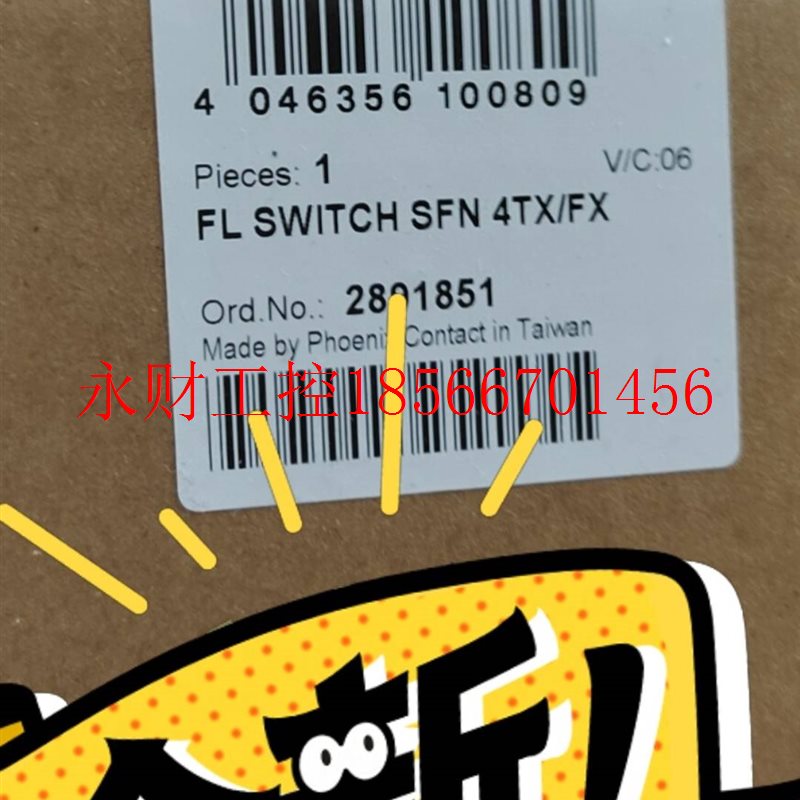 4 046356 100809
Pieces: 1
V/C:06
FL SWITCH SFN 4TX/FX
Ord.No.: 2891851
Made by Phoenix Contact in Taiwan
永财工控18566701456
新!